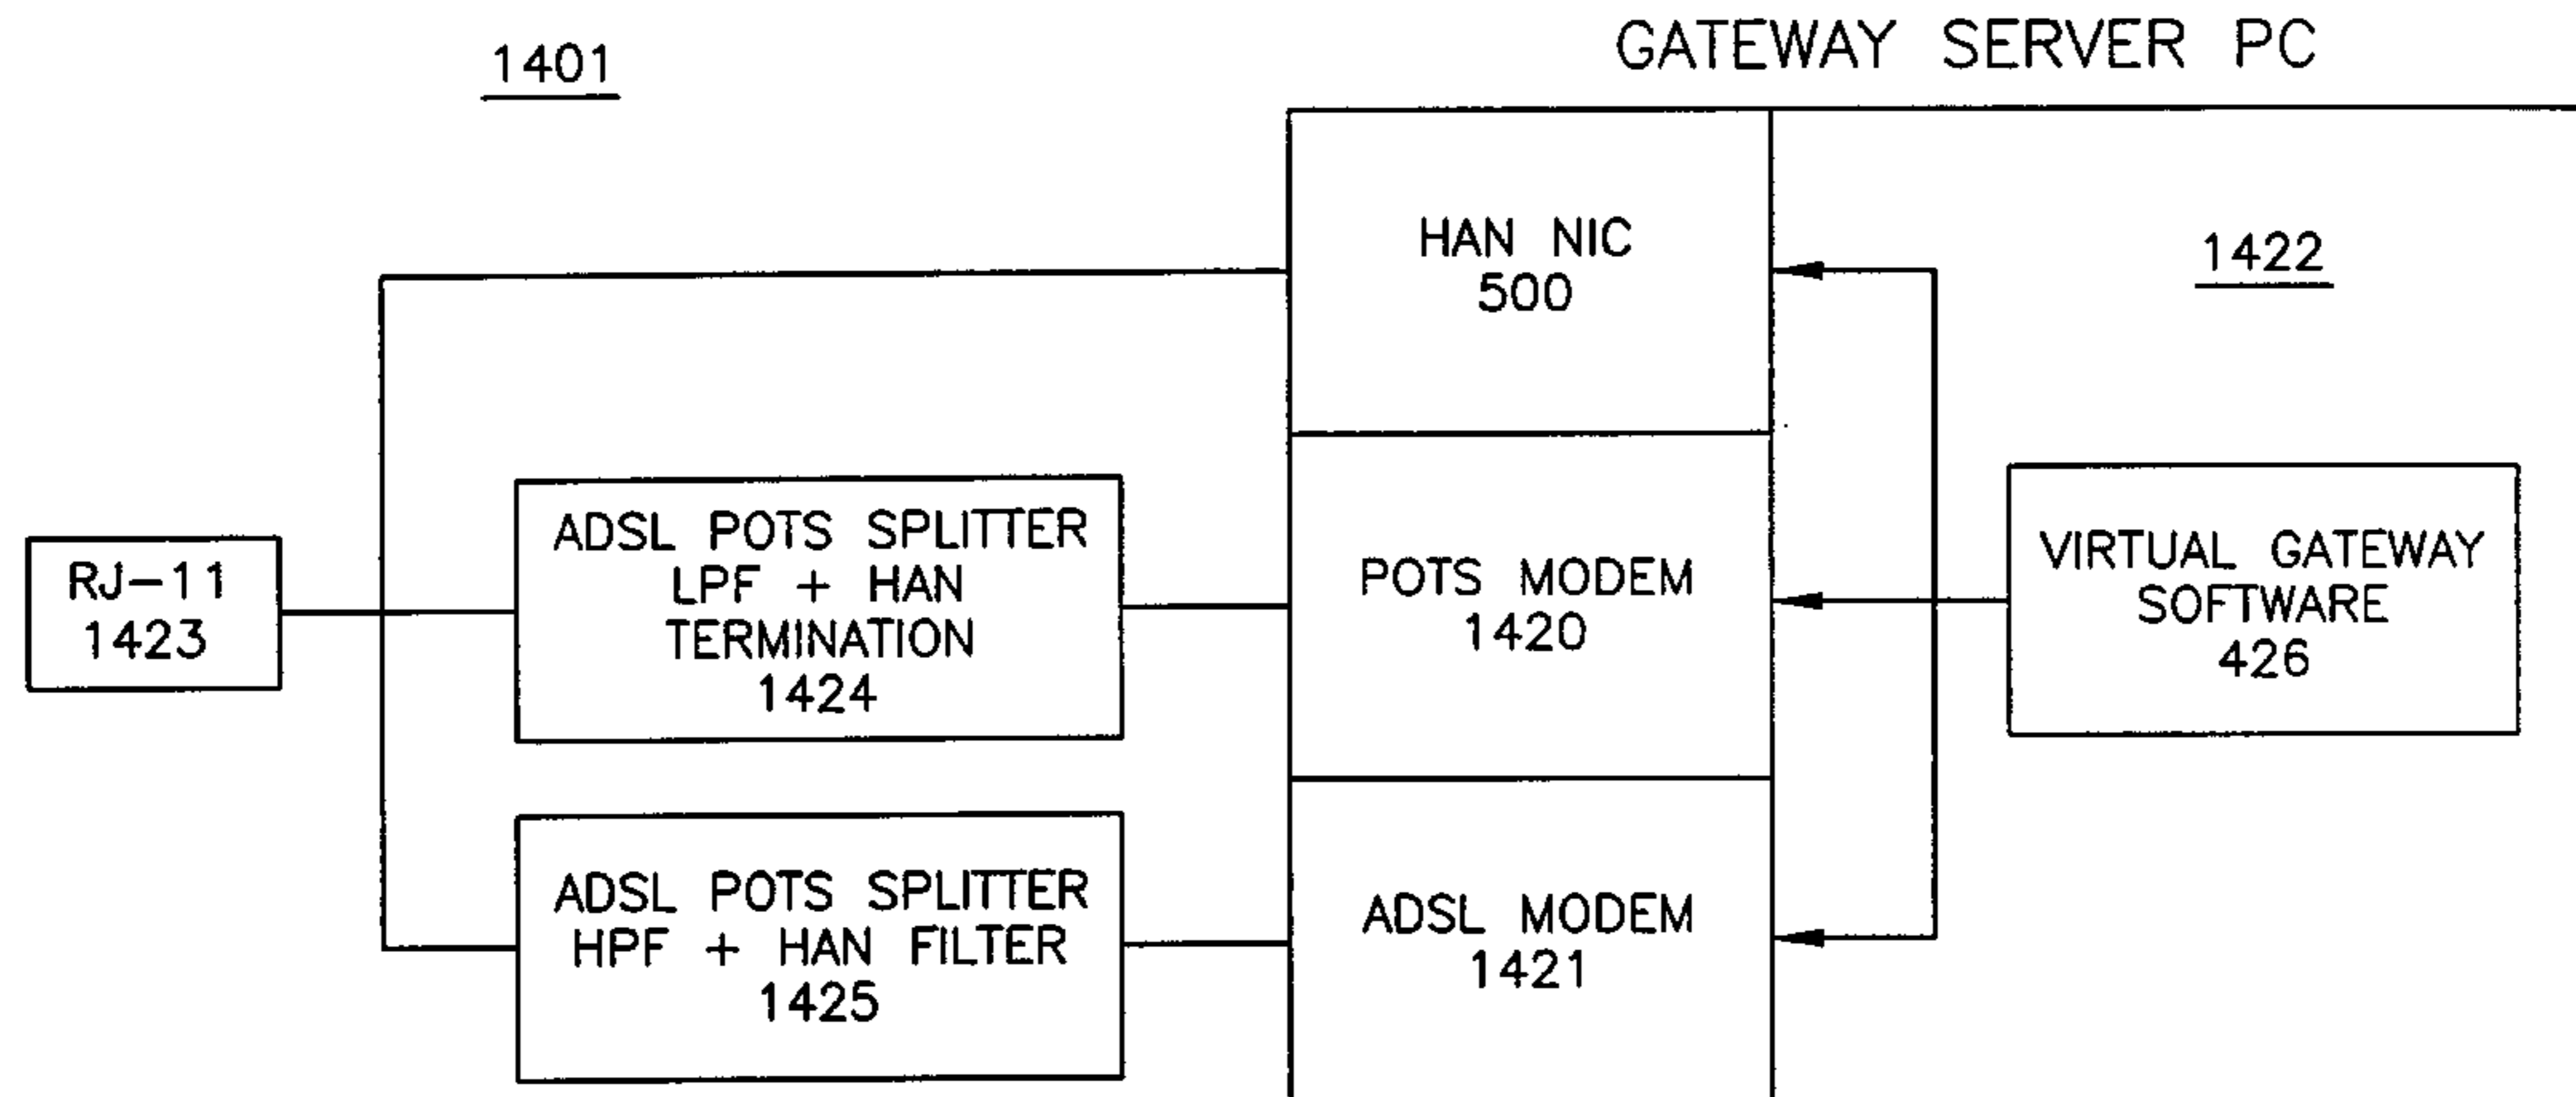 1401
GATEWAY SERVER PC
HAN NIC
500
1422
RJ-11
1423
ADSL POTS SPLITTER
LPF + HAN
TERMINATION
1424
POTS MODEM
1420
VIRTUAL GATEWAY
SOFTWARE
426
ADSL POTS SPLITTER
HPF + HAN FILTER
1425
ADSL MODEM
1421